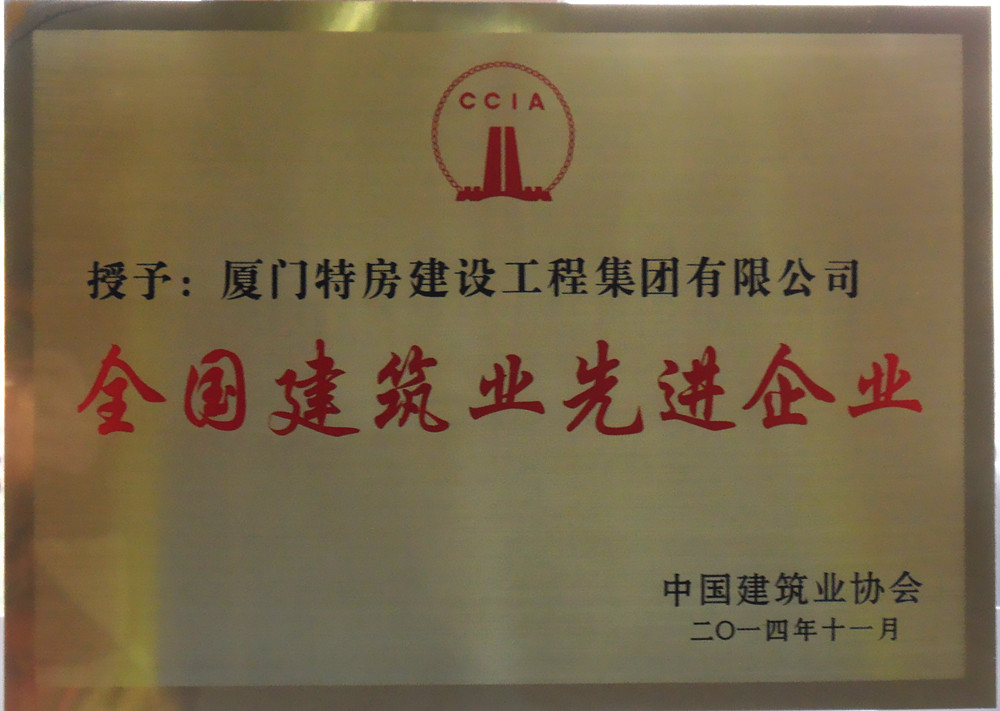 CCIA
授予：厦门特房建设工程集团有限公司
全国建筑业先进企业
中国建筑业协会
二〇一四年十一月